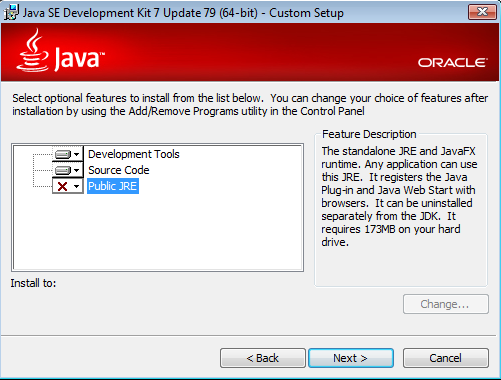 Java SE Development Kit 7 Update 79 (64-bit) - Custom Setup
Java™
ORACLE
Select optional features to install from the list below. You can change your choice of features after
installation by using the Add/Remove Programs utility in the Control Panel
Development Tools
Source Code
Public JRE
Feature Description
The standalone JRE and JavaFX
runtime. Any application can use
this JRE. It registers the Java
Plug-in and Java Web Start with
browsers. It can be uninstalled
separately from the JDK. It
requires 173MB on your hard
drive.
Install to:
Change...
< Back
Next >
Cancel